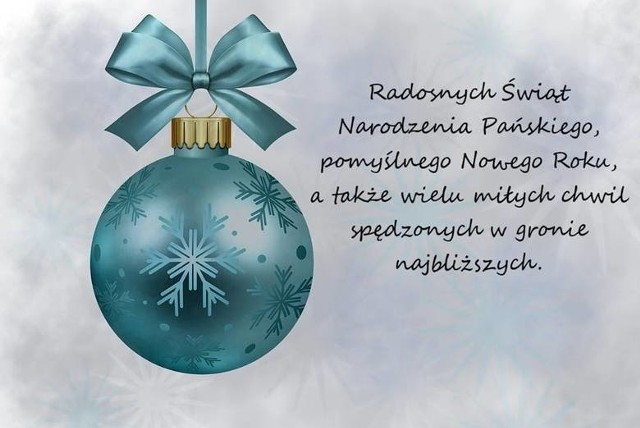 Radosnych Świąt
Narodzenia Pańskiego,
pomyślnego Nowego Roku,
a także wielu miłych chwil
spędzonych w gronie
najbliższych.